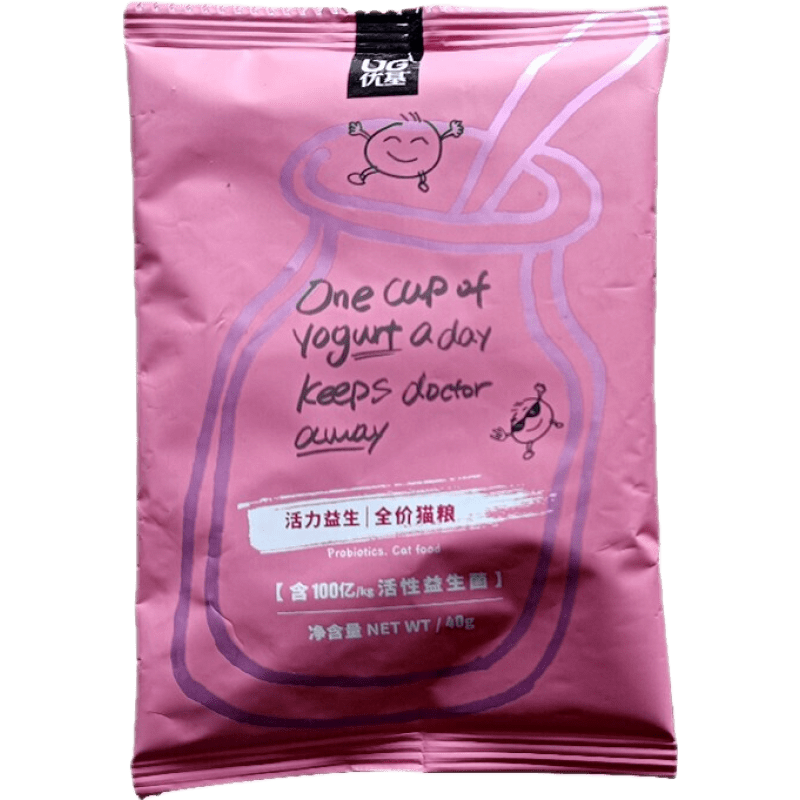 UG
优基
One cup of
yogurt a day
keeps doctor
away
活力益生|全价猫粮
Probiotics. Cat food
【含100亿/kg活性益生菌】
净含量 NET WT / 40g